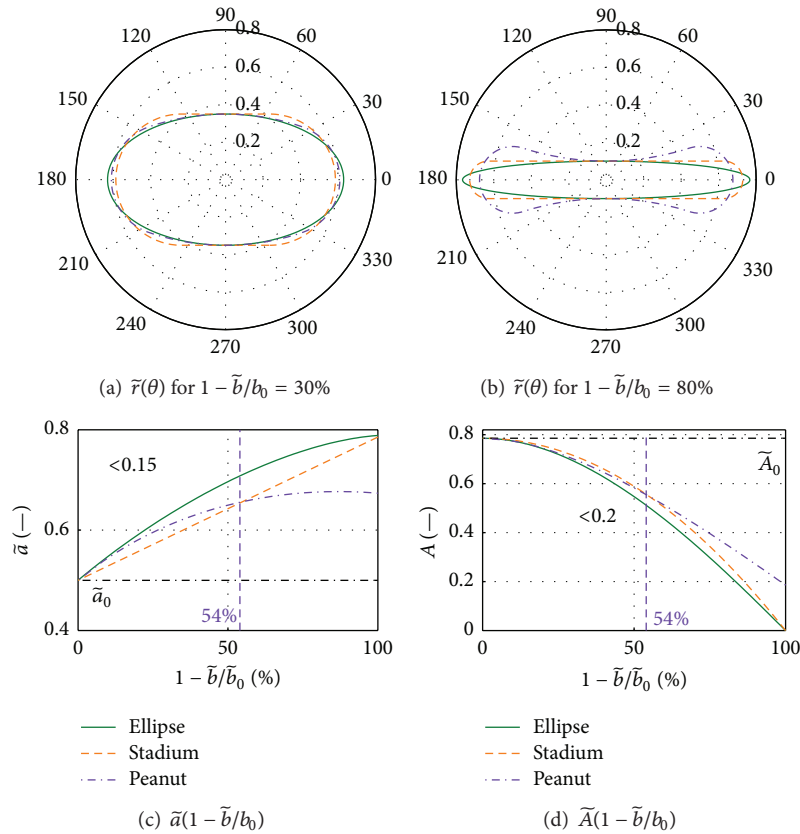 90
120 60
150 30
180 0
210 330
240 300
270
0.8
0.6
0.4
0.2
(a) r̃(θ) for 1 − b̃/b₀ = 30%
90
120 60
150 30
180 0
210 330
240 300
270
0.8
0.6
0.4
0.2
(b) r̃(θ) for 1 − b̃/b₀ = 80%
0.8
0.6
0.4
ã (—)
<0.15
ã₀
54%
0 50 100
1 − b̃/b̃₀ (%)
Ellipse
Stadium
Peanut
(c) ã(1 − b̃/b₀)
0.8
0.6
0.4
0.2
0
A (—)
Ã₀
<0.2
54%
0 50 100
1 − b̃/b̃₀ (%)
Ellipse
Stadium
Peanut
(d) Ã(1 − b̃/b₀)